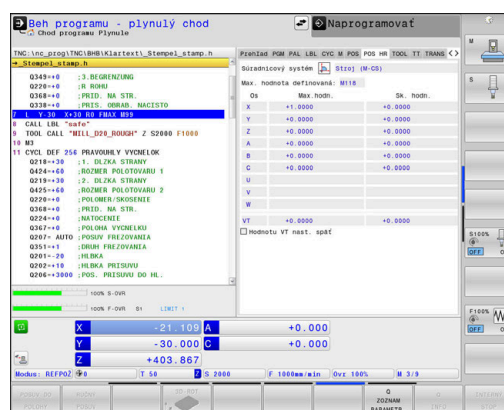 Beh programu - plynulý chod
Chod programu Plynule
Naprogramovať
TNC:\nc_prog\TNC\BHB\Klartext\_Stempel_stamp.h
→_Stempel_stamp.h
Q349=+0 ;3.BEGRENZUNG
Q220=+0 ;R ROHU
Q368=+0 ;PRID. NA STR.
Q338=+0 ;PRIS. OBRAB. NACISTO
7 L Y-30 X+30 R0 FMAX M99
8 CALL LBL "safe"
9 TOOL CALL "MILL_D20_ROUGH" Z S2000 F1000
10 M3
11 CYCL DEF 256 PRAVOUHLY VYCNELOK
Q218=+30 ;1. DLZKA STRANY
Q424=+60 ;ROZMER POLOTOVARU 1
Q219=+30 ;2. DLZKA STRANY
Q425=+60 ;ROZMER POLOTOVARU 2
Q220=+0 ;POLOMER/SKOSENIE
Q368=+0 ;PRID. NA STR.
Q224=+0 ;NATOCENIE
Q367=+0 ;POLOHA VYCNELKU
Q207= AUTO ;POSUV FREZOVANIA
Q351=+1 ;DRUH FREZOVANIA
Q201=-20 ;HLBKA
Q202=+10 ;HLBKA PRISUVU
Q206=+3000 ;POS. PRISUVU DO HL.
100% S-OVR
100% F-OVR S1 LIMIT 1
Prehľad PGM PAL LBL CYC M POS POS HR TOOL TT TRANS
Súradnicový systém Stroj (M-CS)
Max. hodnota definovaná: M118
Os Max.hodn. Sk. hodn.
X +1.0000 +0.0000
Y +0.0000 +0.0000
Z +0.0000 +0.0000
A +0.0000 +0.0000
B +0.0000 +0.0000
C +0.0000 +0.0000
U
V
W
VT +0.0000 +0.0000
Hodnotu VT nast. späť
X -21.109 A +0.000
Y -30.000 C +0.000
Z +403.867
Modus: REFPOŽ 0 T 50 Z S 2000 F 1000mm/min Ovr 100% M 3/9
Q
ZOZNAM
M
S
S100%
OFF
F100%
OFF